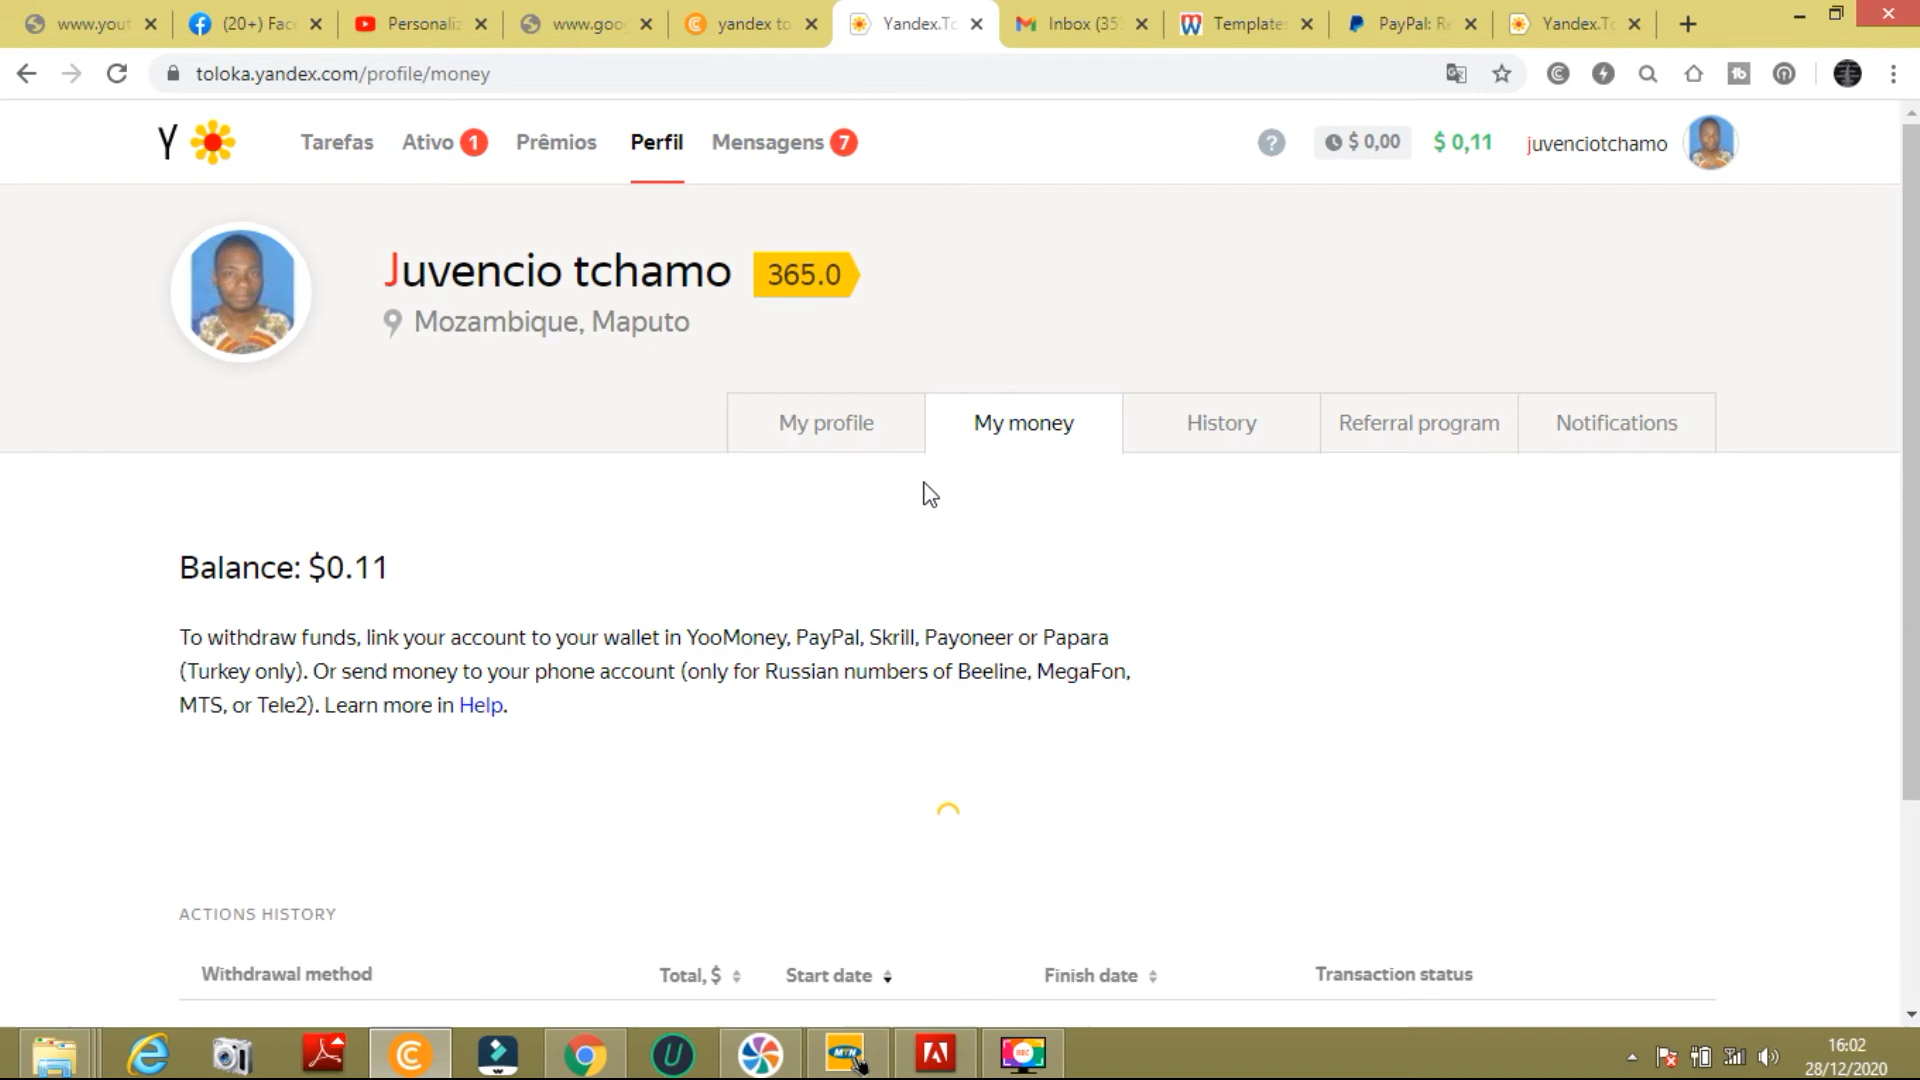 www.yout
(20+) Fac
Personaliz
www.goo
yandex to
Yandex.To
Inbox (35
Template
PayPal: Re
Yandex.To
toloka.yandex.com/profile/money
Y
Tarefas
Ativo 1
Prêmios
Perfil
Mensagens 7
?
$ 0,00
$ 0,11
juvenciotchamo
Juvencio tchamo 365.0
Mozambique, Maputo
My profile
My money
History
Referral program
Notifications
Balance: $0.11
To withdraw funds, link your account to your wallet in YooMoney, PayPal, Skrill, Payoneer or Papara
(Turkey only). Or send money to your phone account (only for Russian numbers of Beeline, MegaFon,
MTS, or Tele2). Learn more in Help.
ACTIONS HISTORY
Withdrawal method
Total, $
Start date
Finish date
Transaction status
MTN
REC
16:02
28/12/2020